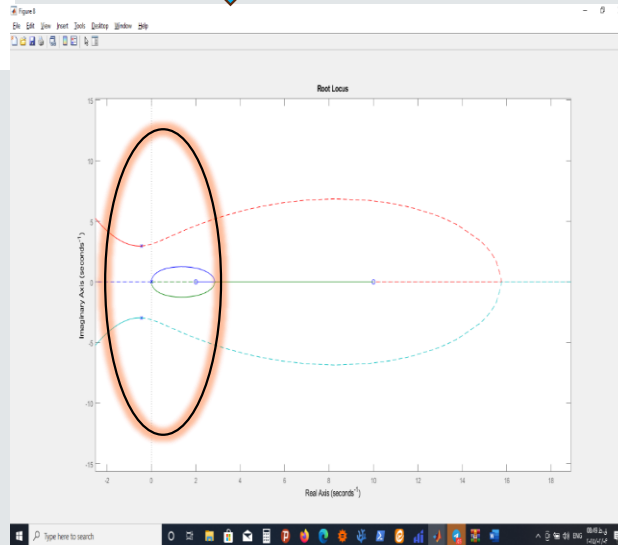 Figure 8
File Edit View Insert Tools Desktop Window Help
Root Locus
15
10
5
0
-5
-10
-15
Imaginary Axis (seconds⁻¹)
-2 0 2 4 6 8 10 12 14 16 18
Real Axis (seconds⁻¹)
Type here to search
ENG